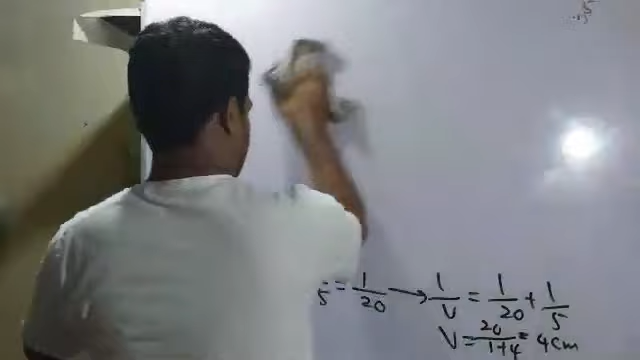 5 = 1/20 → 1/V = 1/20 + 1/5
V = 20/1+4 = 4cm